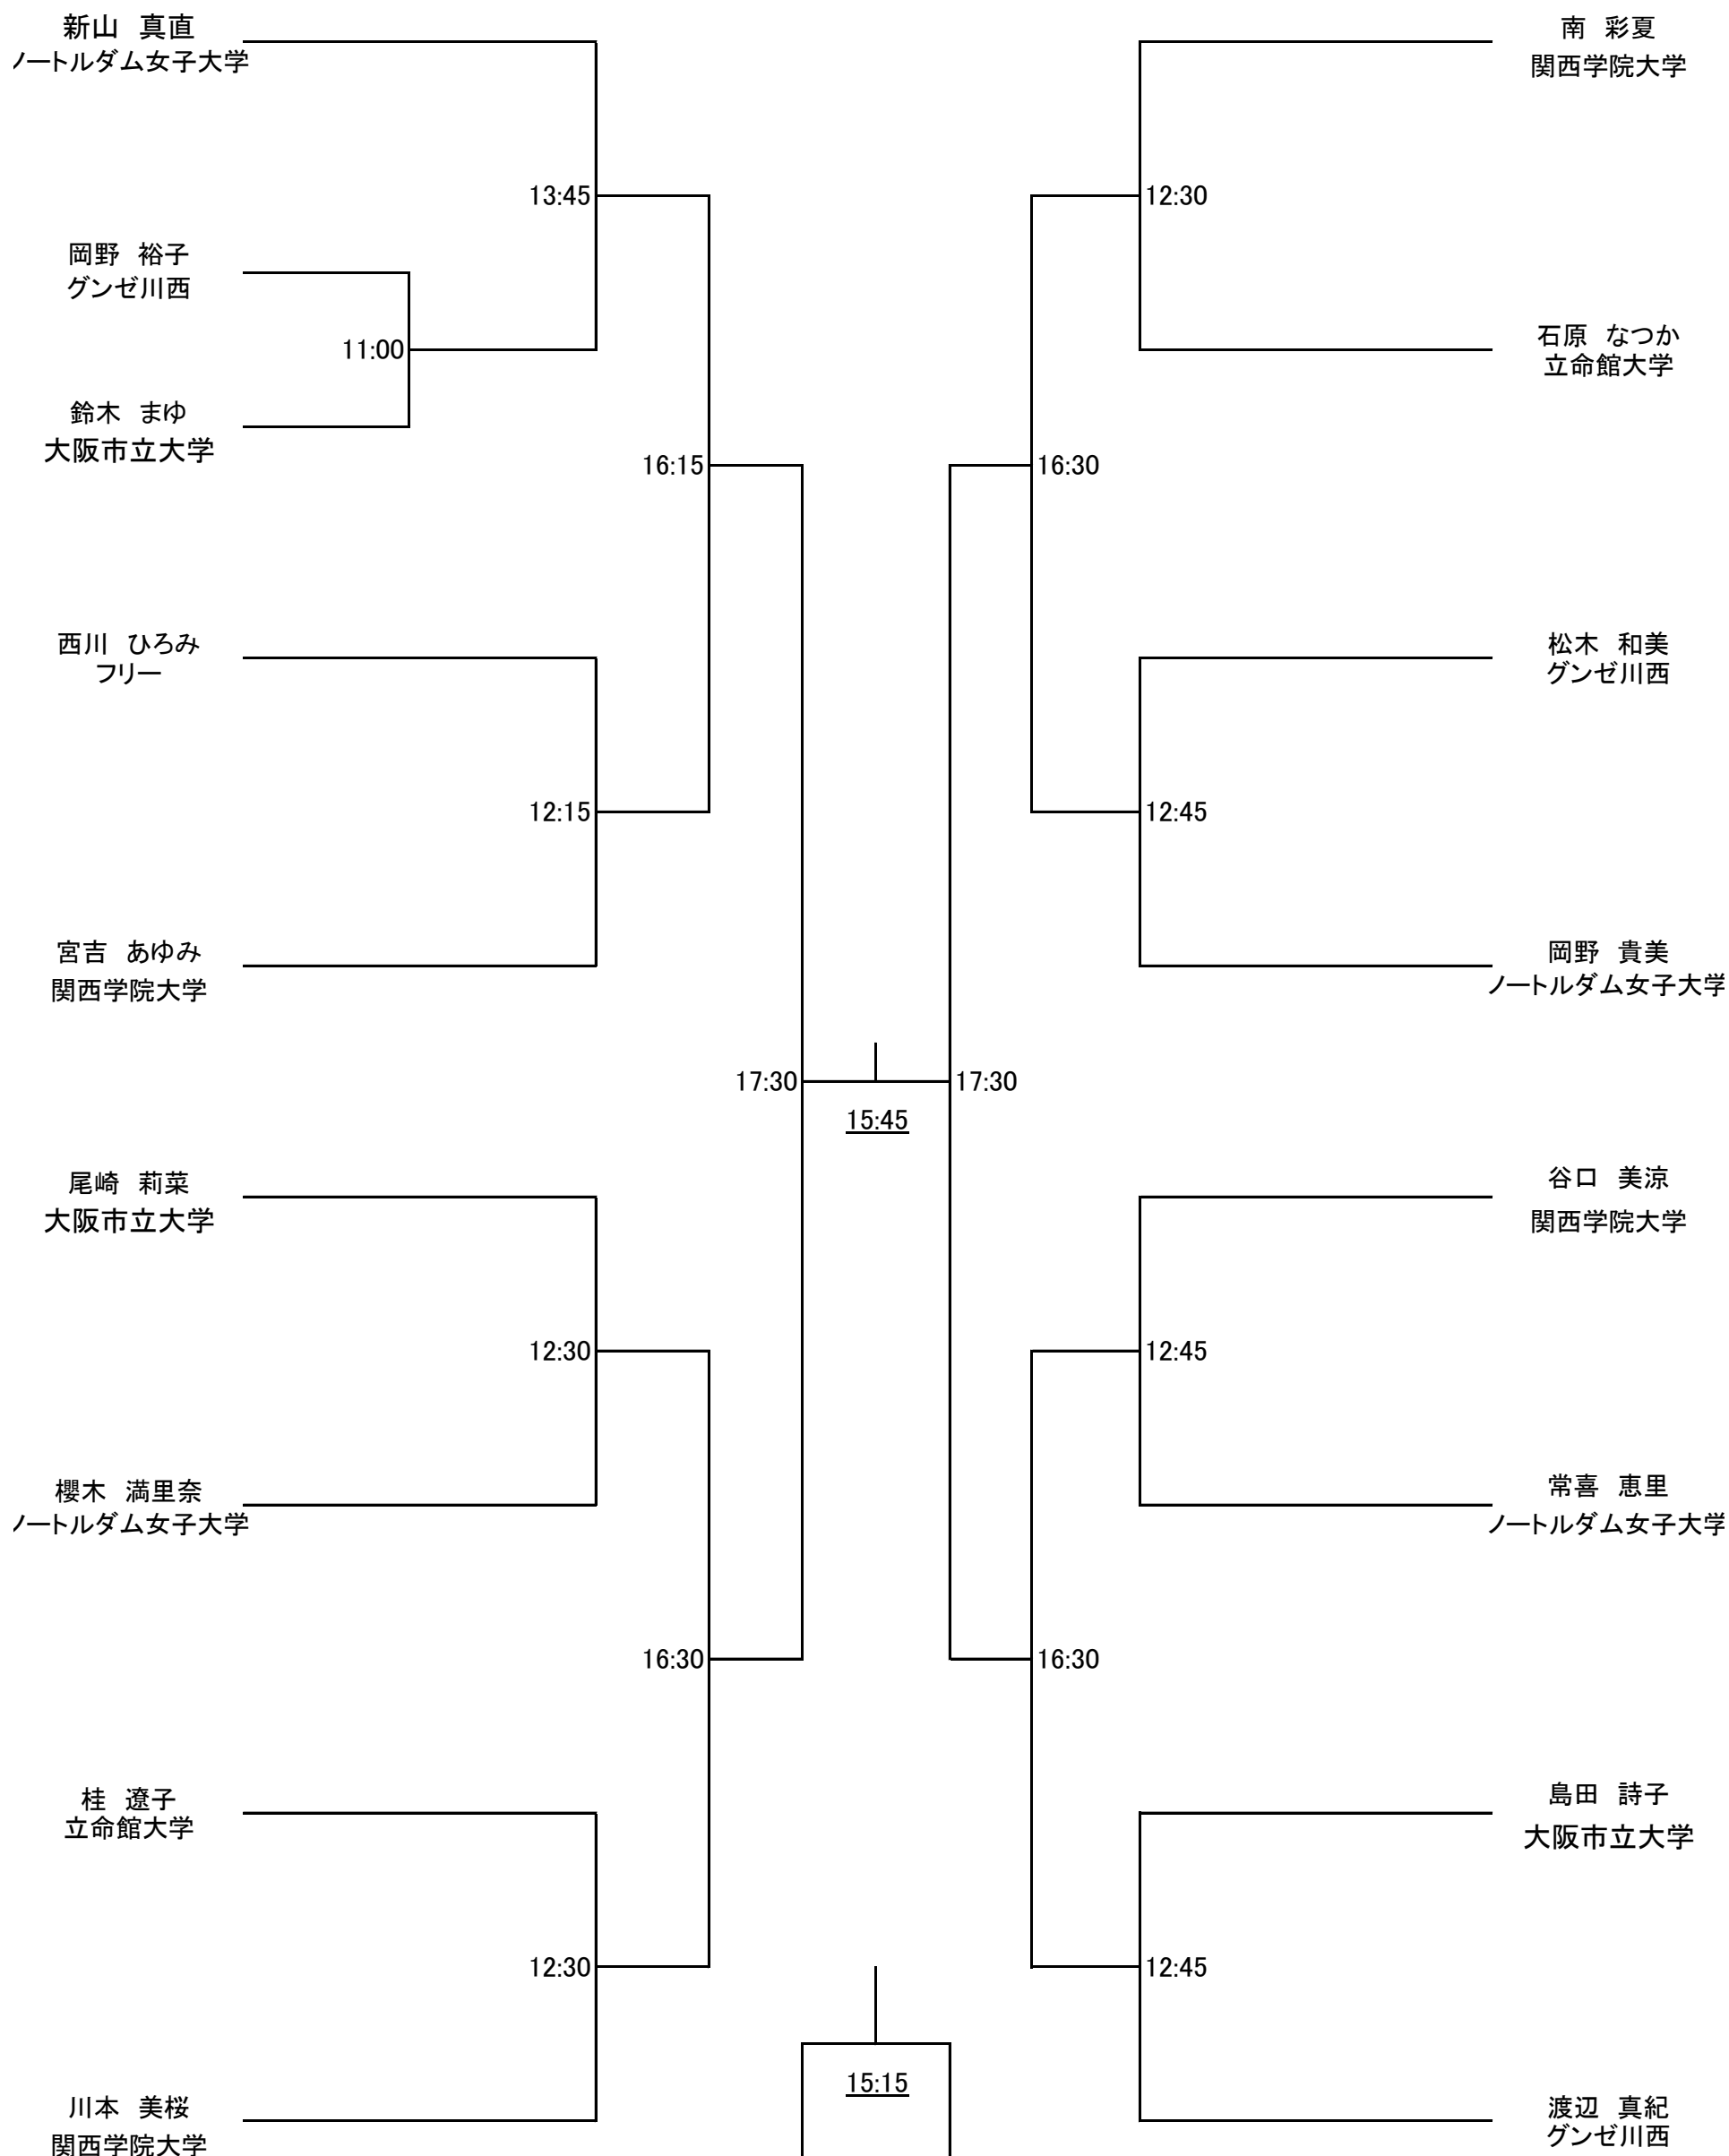 新山　真直
ノートルダム女子大学
13:45
岡野　裕子
グンゼ川西
11:00
鈴木　まゆ
大阪市立大学
16:15
西川　ひろみ
フリー
12:15
宮吉　あゆみ
関西学院大学
17:30
尾崎　莉菜
大阪市立大学
12:30
櫻木　満里奈
ノートルダム女子大学
16:30
桂　遼子
立命館大学
12:30
川本　美桜
関西学院大学
15:45
15:15
南　彩夏
関西学院大学
12:30
石原　なつか
立命館大学
16:30
松木　和美
グンゼ川西
12:45
岡野　貴美
ノートルダム女子大学
17:30
谷口　美涼
関西学院大学
12:45
常喜　恵里
ノートルダム女子大学
16:30
島田　詩子
大阪市立大学
12:45
渡辺　真紀
グンゼ川西